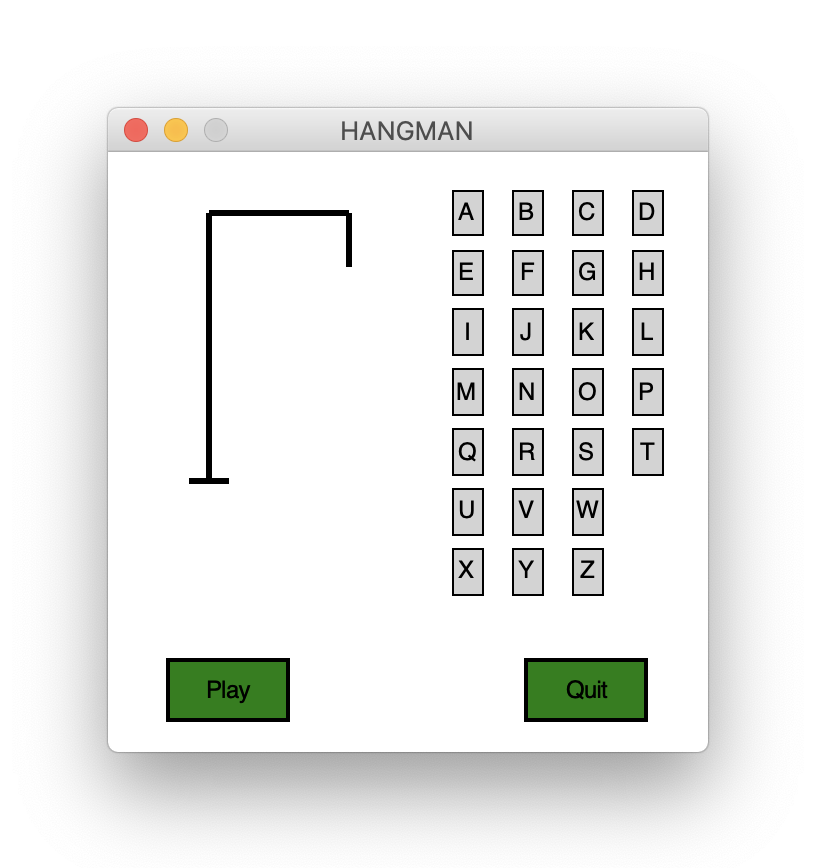 HANGMAN
A B C D
E F G H
I J K L
M N O P
Q R S T
U V W
X Y Z
Play Quit